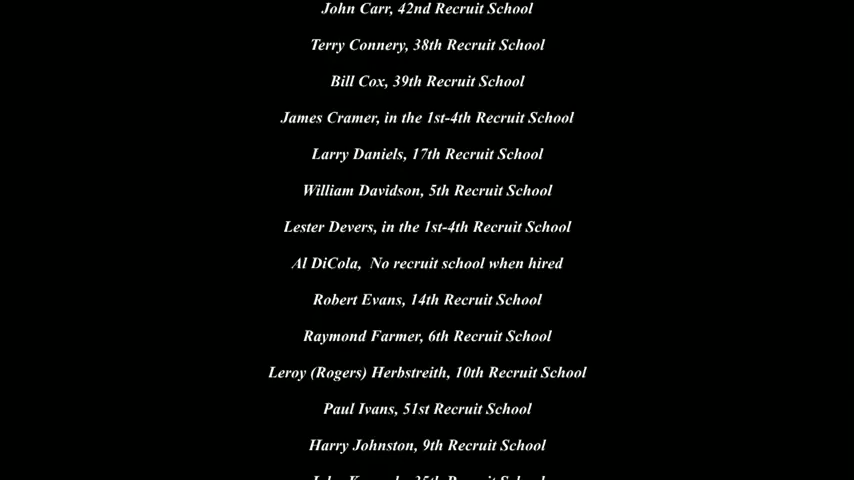 John Carr, 42nd Recruit School
Terry Connery, 38th Recruit School
Bill Cox, 39th Recruit School
James Cramer, in the 1st-4th Recruit School
Larry Daniels, 17th Recruit School
William Davidson, 5th Recruit School
Lester Devers, in the 1st-4th Recruit School
Al DiCola,  No recruit school when hired
Robert Evans, 14th Recruit School
Raymond Farmer, 6th Recruit School
Leroy (Rogers) Herbstreith, 10th Recruit School
Paul Ivans, 51st Recruit School
Harry Johnston, 9th Recruit School
35th Recruit School